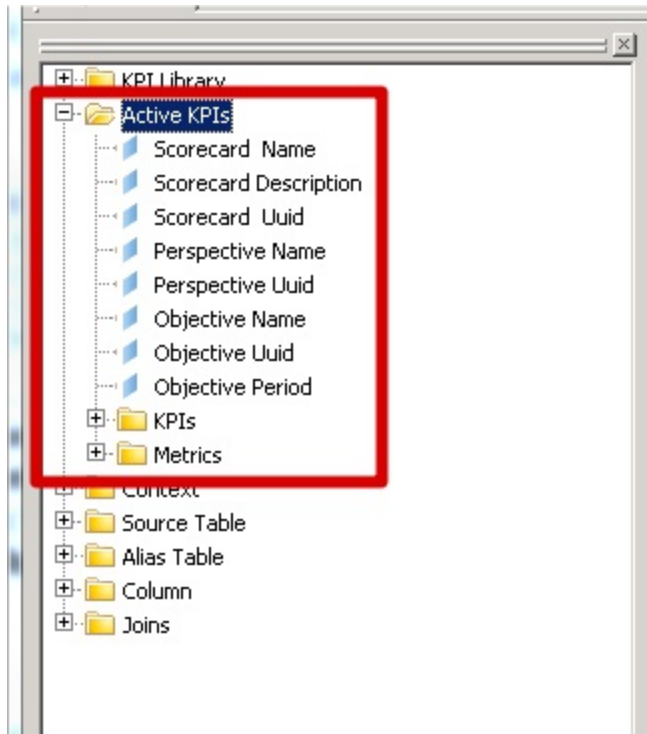 KPI Library
Active KPIs
Scorecard  Name
Scorecard Description
Scorecard  Uuid
Perspective Name
Perspective Uuid
Objective Name
Objective Uuid
Objective Period
KPIs
Metrics
Context
Source Table
Alias Table
Column
Joins